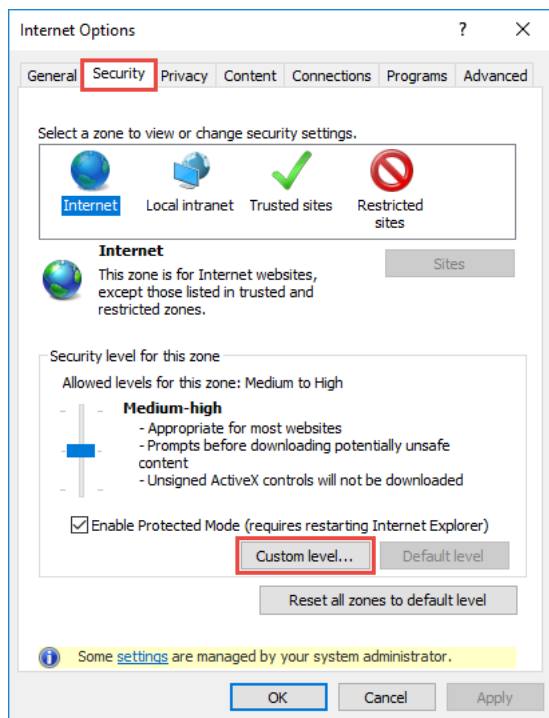 Internet Options
?
General Security Privacy Content Connections Programs Advanced
Select a zone to view or change security settings.
Internet Local intranet Trusted sites Restricted
sites
Internet
Sites
This zone is for Internet websites,
except those listed in trusted and
restricted zones.
Security level for this zone
Allowed levels for this zone: Medium to High
Medium-high
- Appropriate for most websites
- Prompts before downloading potentially unsafe
content
- Unsigned ActiveX controls will not be downloaded
Enable Protected Mode (requires restarting Internet Explorer)
Custom level... Default level
Reset all zones to default level
Some settings are managed by your system administrator.
OK Cancel Apply